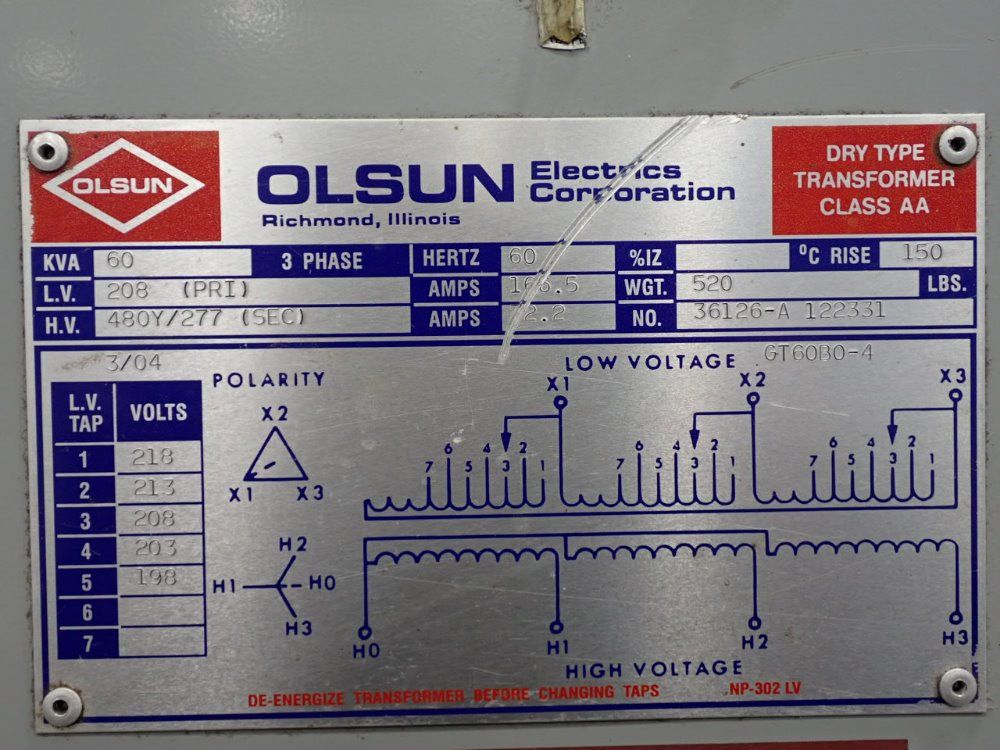 OLSUN
OLSUN Electrics Corporation
Richmond, Illinois
DRY TYPE
TRANSFORMER
CLASS AA
KVA 60 3 PHASE HERTZ 60 %IZ ºC RISE 150
L.V. 208 (PRI) AMPS 166.5 WGT. 520 LBS.
H.V. 480Y/277 (SEC) AMPS 72.2 NO. 36126-A 122331
3/04
GT60B0-4
L.V. TAP VOLTS
1 218
2 213
3 208
4 203
5 198
6
7
POLARITY
X2
X1 X3
H2
H1 H0
H3
LOW VOLTAGE
X1 X2 X3
7 6 5 4 3 2 1 7 6 5 4 3 2 1 7 6 5 4 3 2 1
H0 H1 H2 H3
HIGH VOLTAGE
DE-ENERGIZE TRANSFORMER BEFORE CHANGING TAPS NP-302 LV